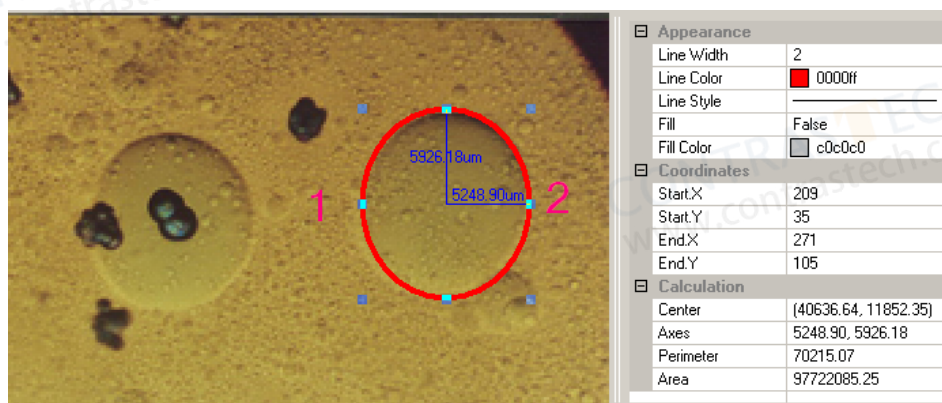 5926.18um
5248.90um
1
2
Appearance
Line Width 2
Line Color 0000ff
Line Style
Fill False
Fill Color c0c0c0
Coordinates
Start.X 209
Start.Y 35
End.X 271
End.Y 105
Calculation
Center (40636.64, 11852.35)
Axes 5248.90, 5926.18
Perimeter 70215.07
Area 97722085.25